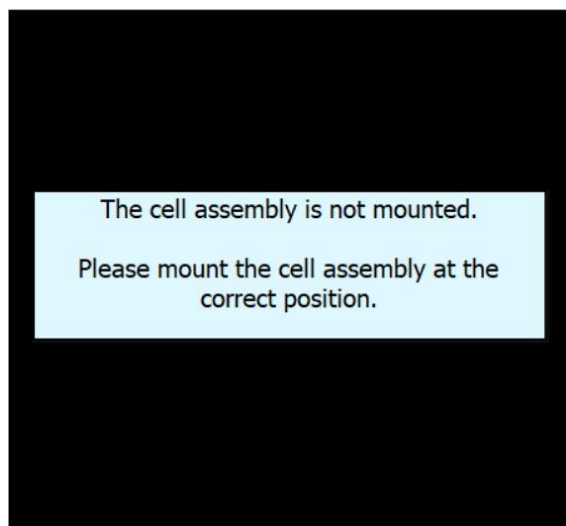 The cell assembly is not mounted.
Please mount the cell assembly at the
correct position.